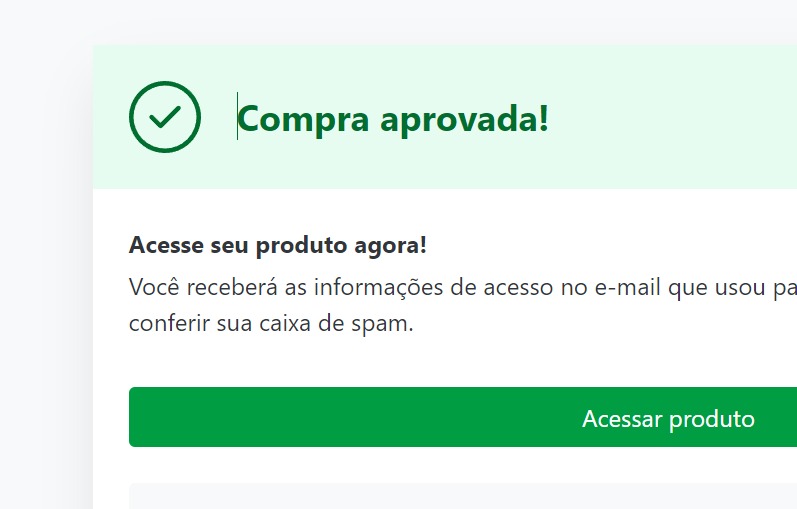 Compra aprovada!
Acesse seu produto agora!
Você receberá as informações de acesso no e-mail que usou pa
conferir sua caixa de spam.
Acessar produto